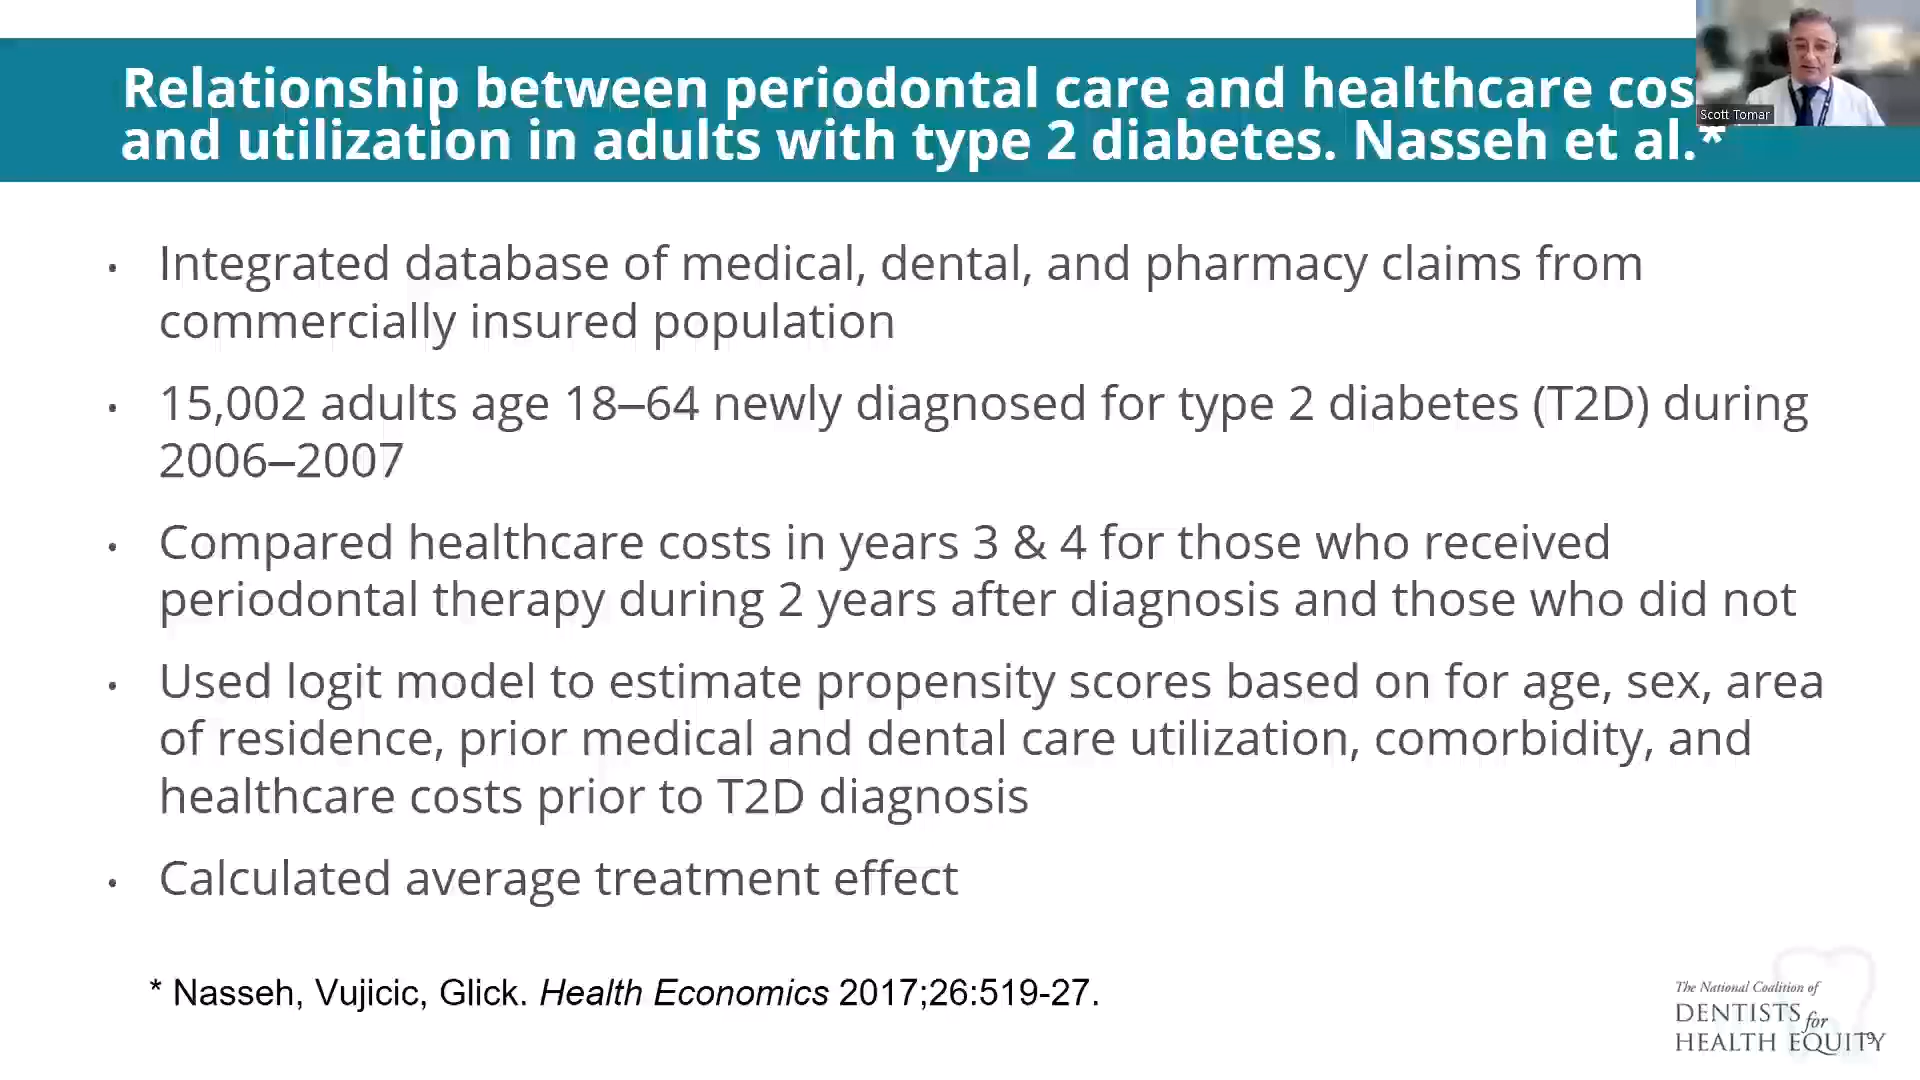 Relationship between periodontal care and healthcare cos
and utilization in adults with type 2 diabetes. Nasseh et al.*
Scott Tomar
• Integrated database of medical, dental, and pharmacy claims from
commercially insured population
• 15,002 adults age 18–64 newly diagnosed for type 2 diabetes (T2D) during
2006–2007
• Compared healthcare costs in years 3 & 4 for those who received
periodontal therapy during 2 years after diagnosis and those who did not
• Used logit model to estimate propensity scores based on for age, sex, area
of residence, prior medical and dental care utilization, comorbidity, and
healthcare costs prior to T2D diagnosis
• Calculated average treatment effect
* Nasseh, Vujicic, Glick. Health Economics 2017;26:519-27.
The National Coalition of
DENTISTS for
HEALTH EQUITY
19